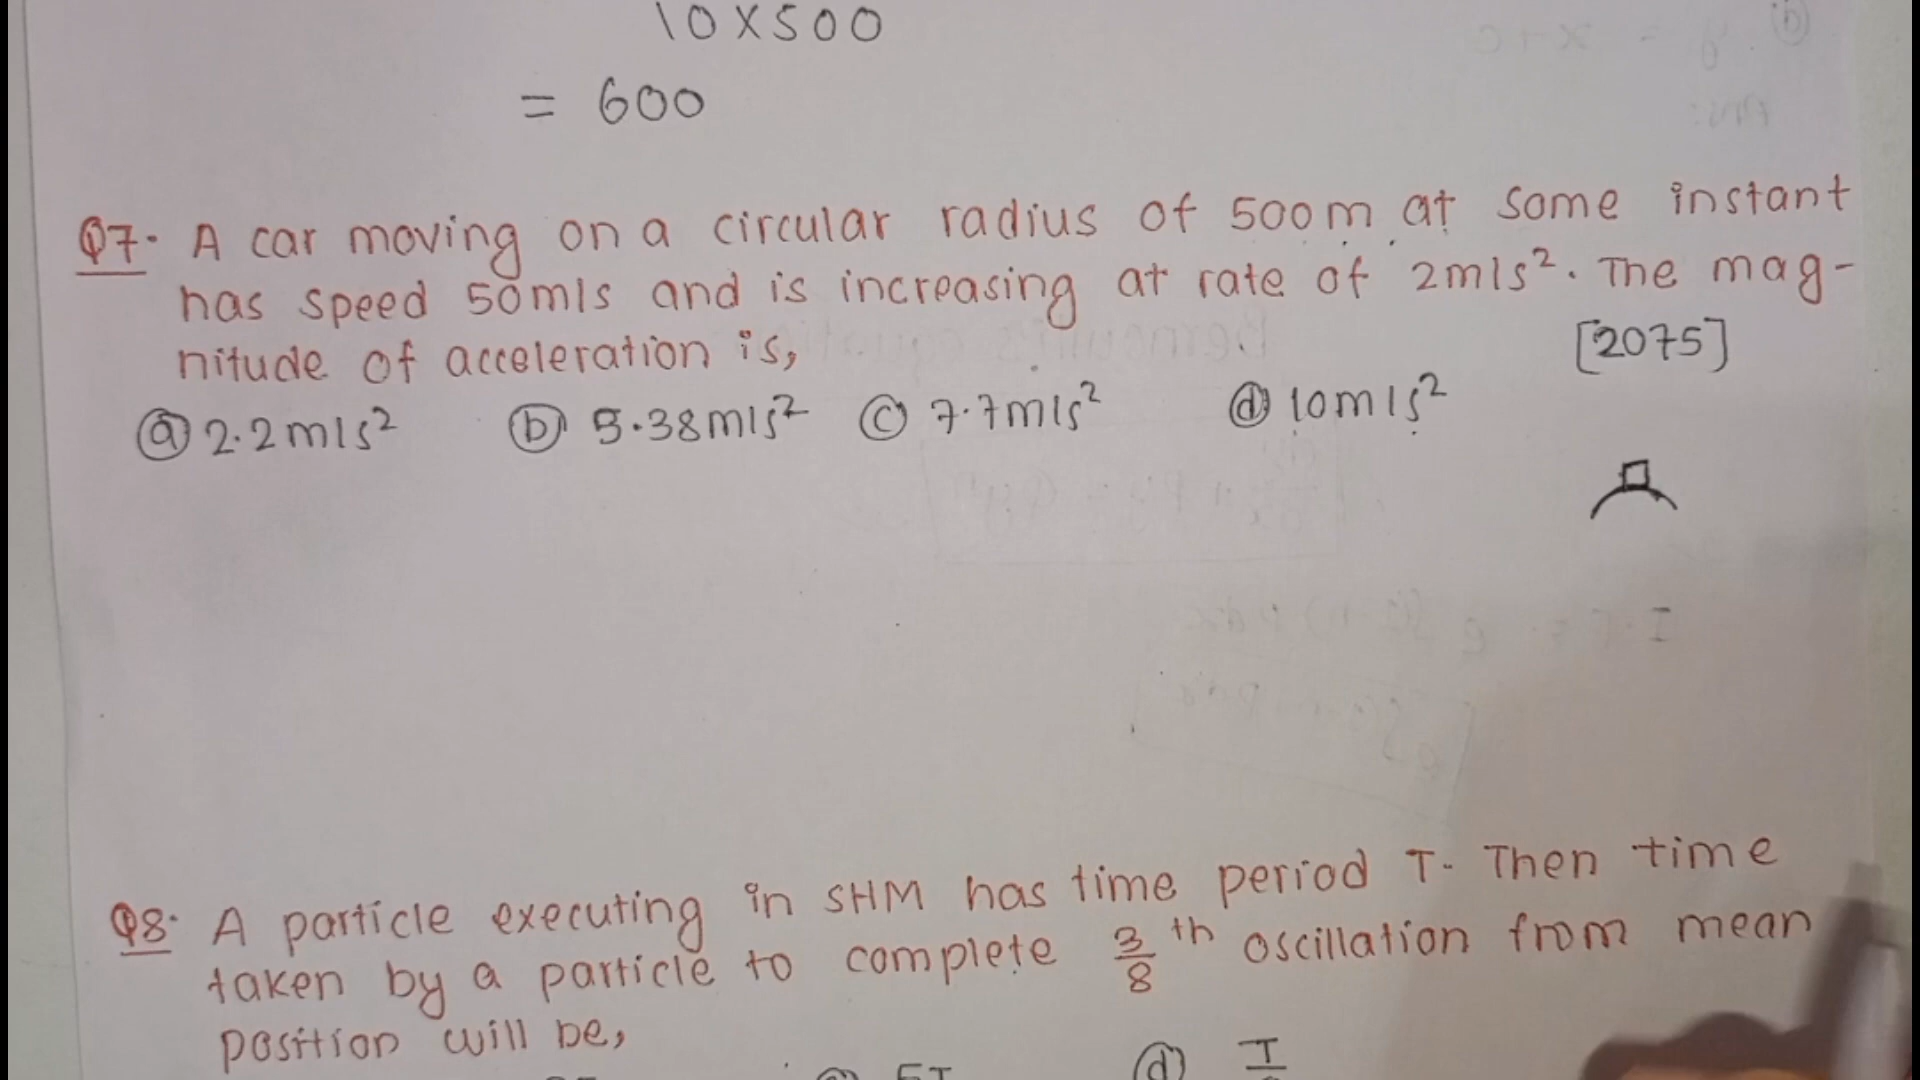 10×500
= 600
Q7. A car moving on a circular radius of 500m at some instant
has speed 50m/s and is increasing at rate of 2m/s². The mag-
nitude of acceleration is,
[2075]
ⓐ 2.2m/s² ⓑ 5.38m/s² ⓒ 7.7m/s² ⓓ 10m/s²
Q8. A particle executing in SHM has time period T. Then time
taken by a particle to complete 3/8 th oscillation from mean
position will be,
ⓓ T